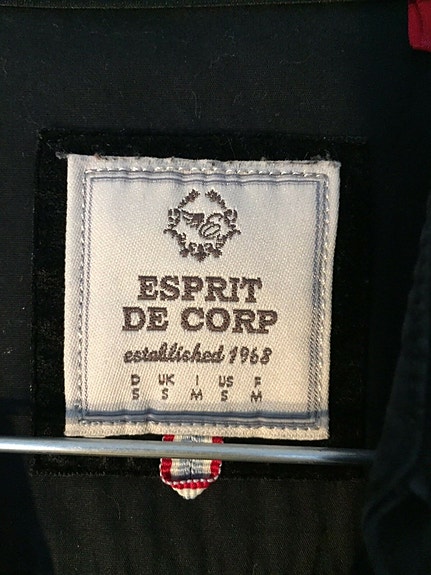 E
ESPRIT
DE CORP
established 1968
D UK I US F
S S M S M